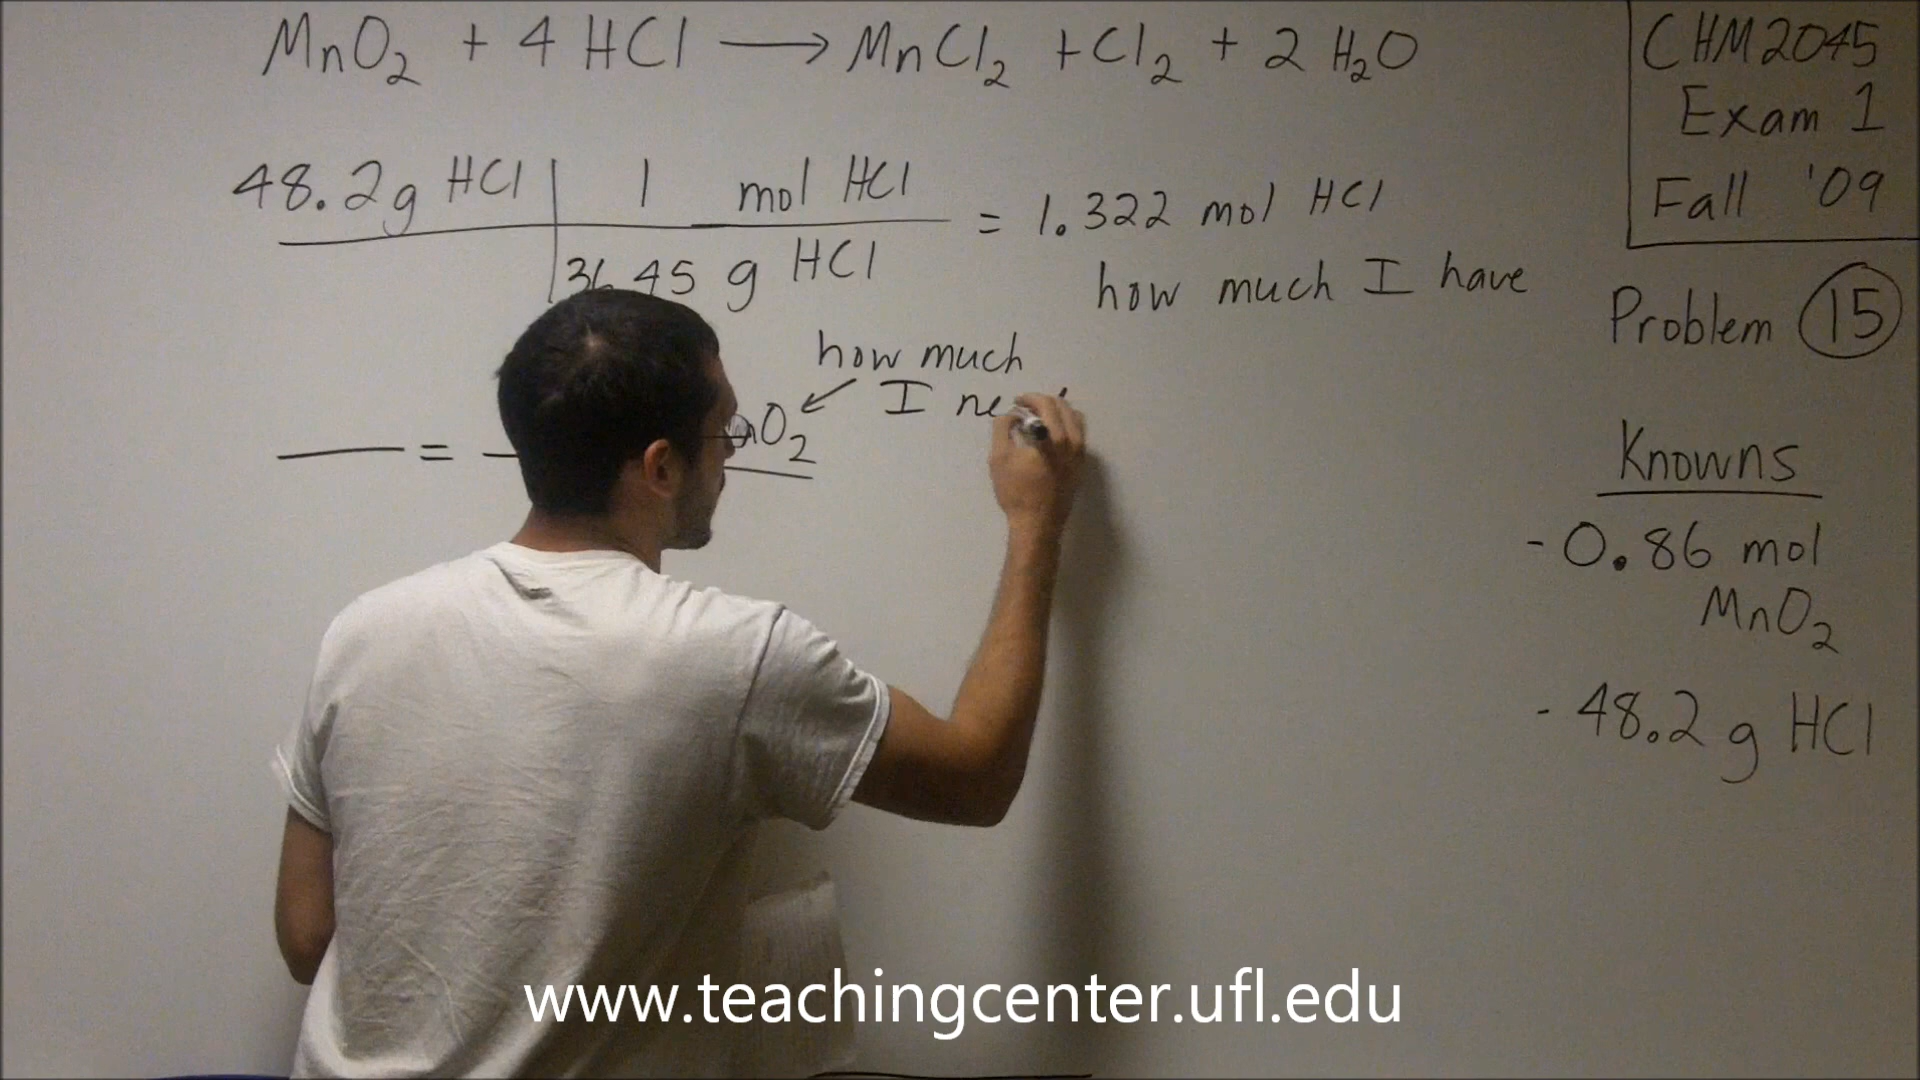 MnO₂ + 4 HCl → MnCl₂ + Cl₂ + 2 H₂O
48.2g HCl | 1 mol HCl
= 1.322 mol HCl
45 g HCl
how much I have
how much
I
O₂
=
CHM2045
Exam 1
Fall '09
Problem 15
Knowns
- 0.86 mol
MnO₂
- 48.2 g HCl
www.teachingcenter.ufl.edu